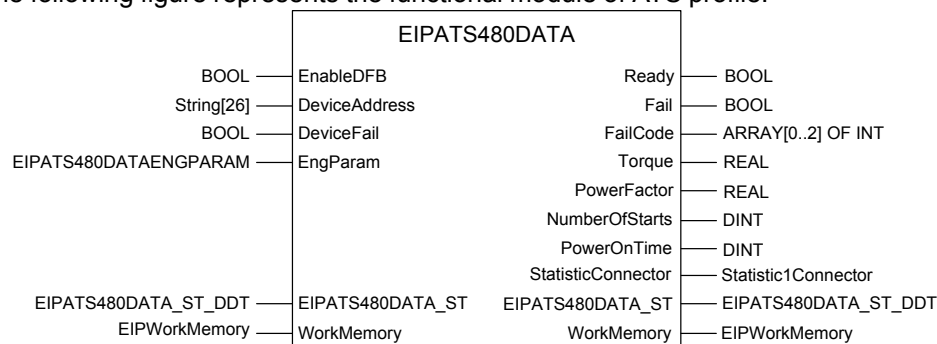 he following figure represents the functional module of ATS profile:
EIPATS480DATA
BOOL EnableDFB Ready BOOL
String[26] DeviceAddress Fail BOOL
BOOL DeviceFail FailCode ARRAY[0..2] OF INT
EIPATS480DATAENGPARAM EngParam Torque REAL
PowerFactor REAL
NumberOfStarts DINT
PowerOnTime DINT
StatisticConnector Statistic1Connector
EIPATS480DATA_ST_DDT EIPATS480DATA_ST EIPATS480DATA_ST EIPATS480DATA_ST_DDT
EIPWorkMemory WorkMemory WorkMemory EIPWorkMemory